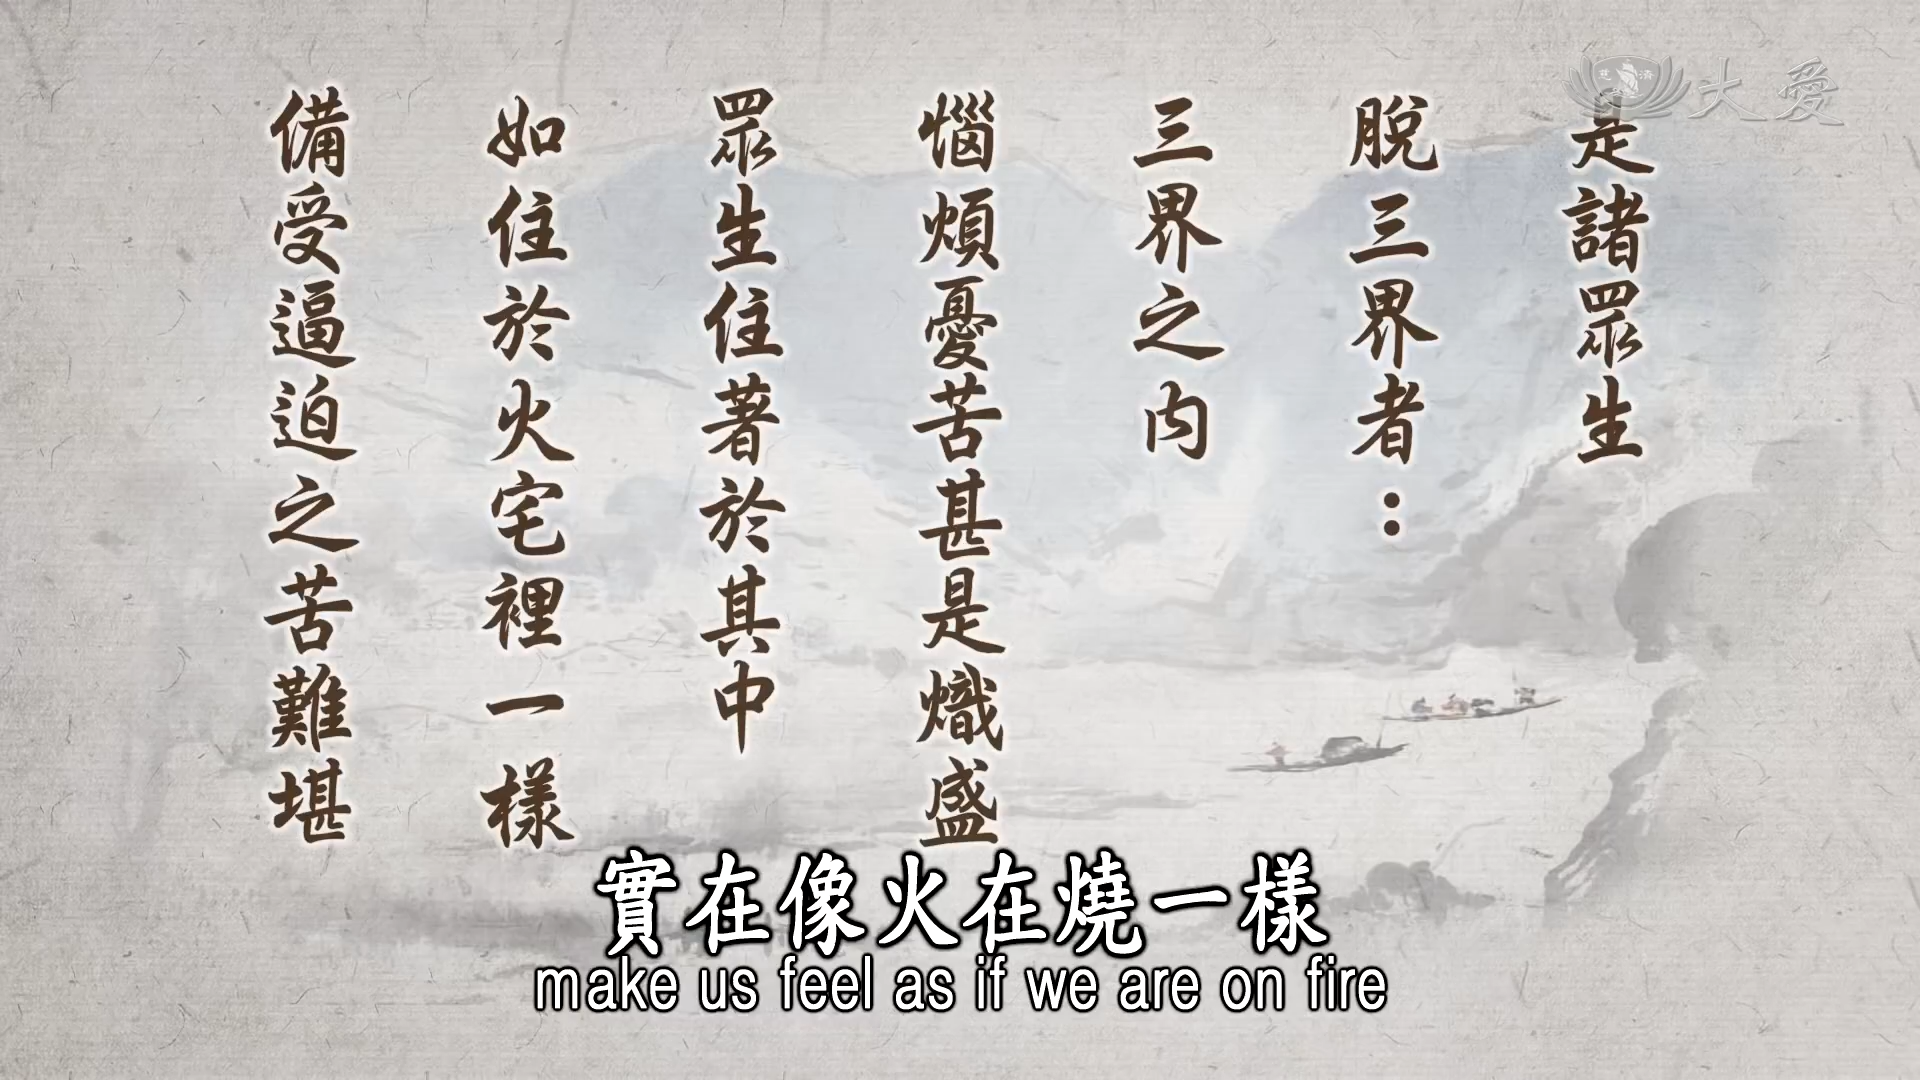 是諸眾生
脫三界者：
三界之內
惱煩憂苦甚是熾盛
眾生住著於其中
如住於火宅裡一樣
備受逼迫之苦難堪
慈濟
大愛
實在像火在燒一樣
make us feel as if we are on fire